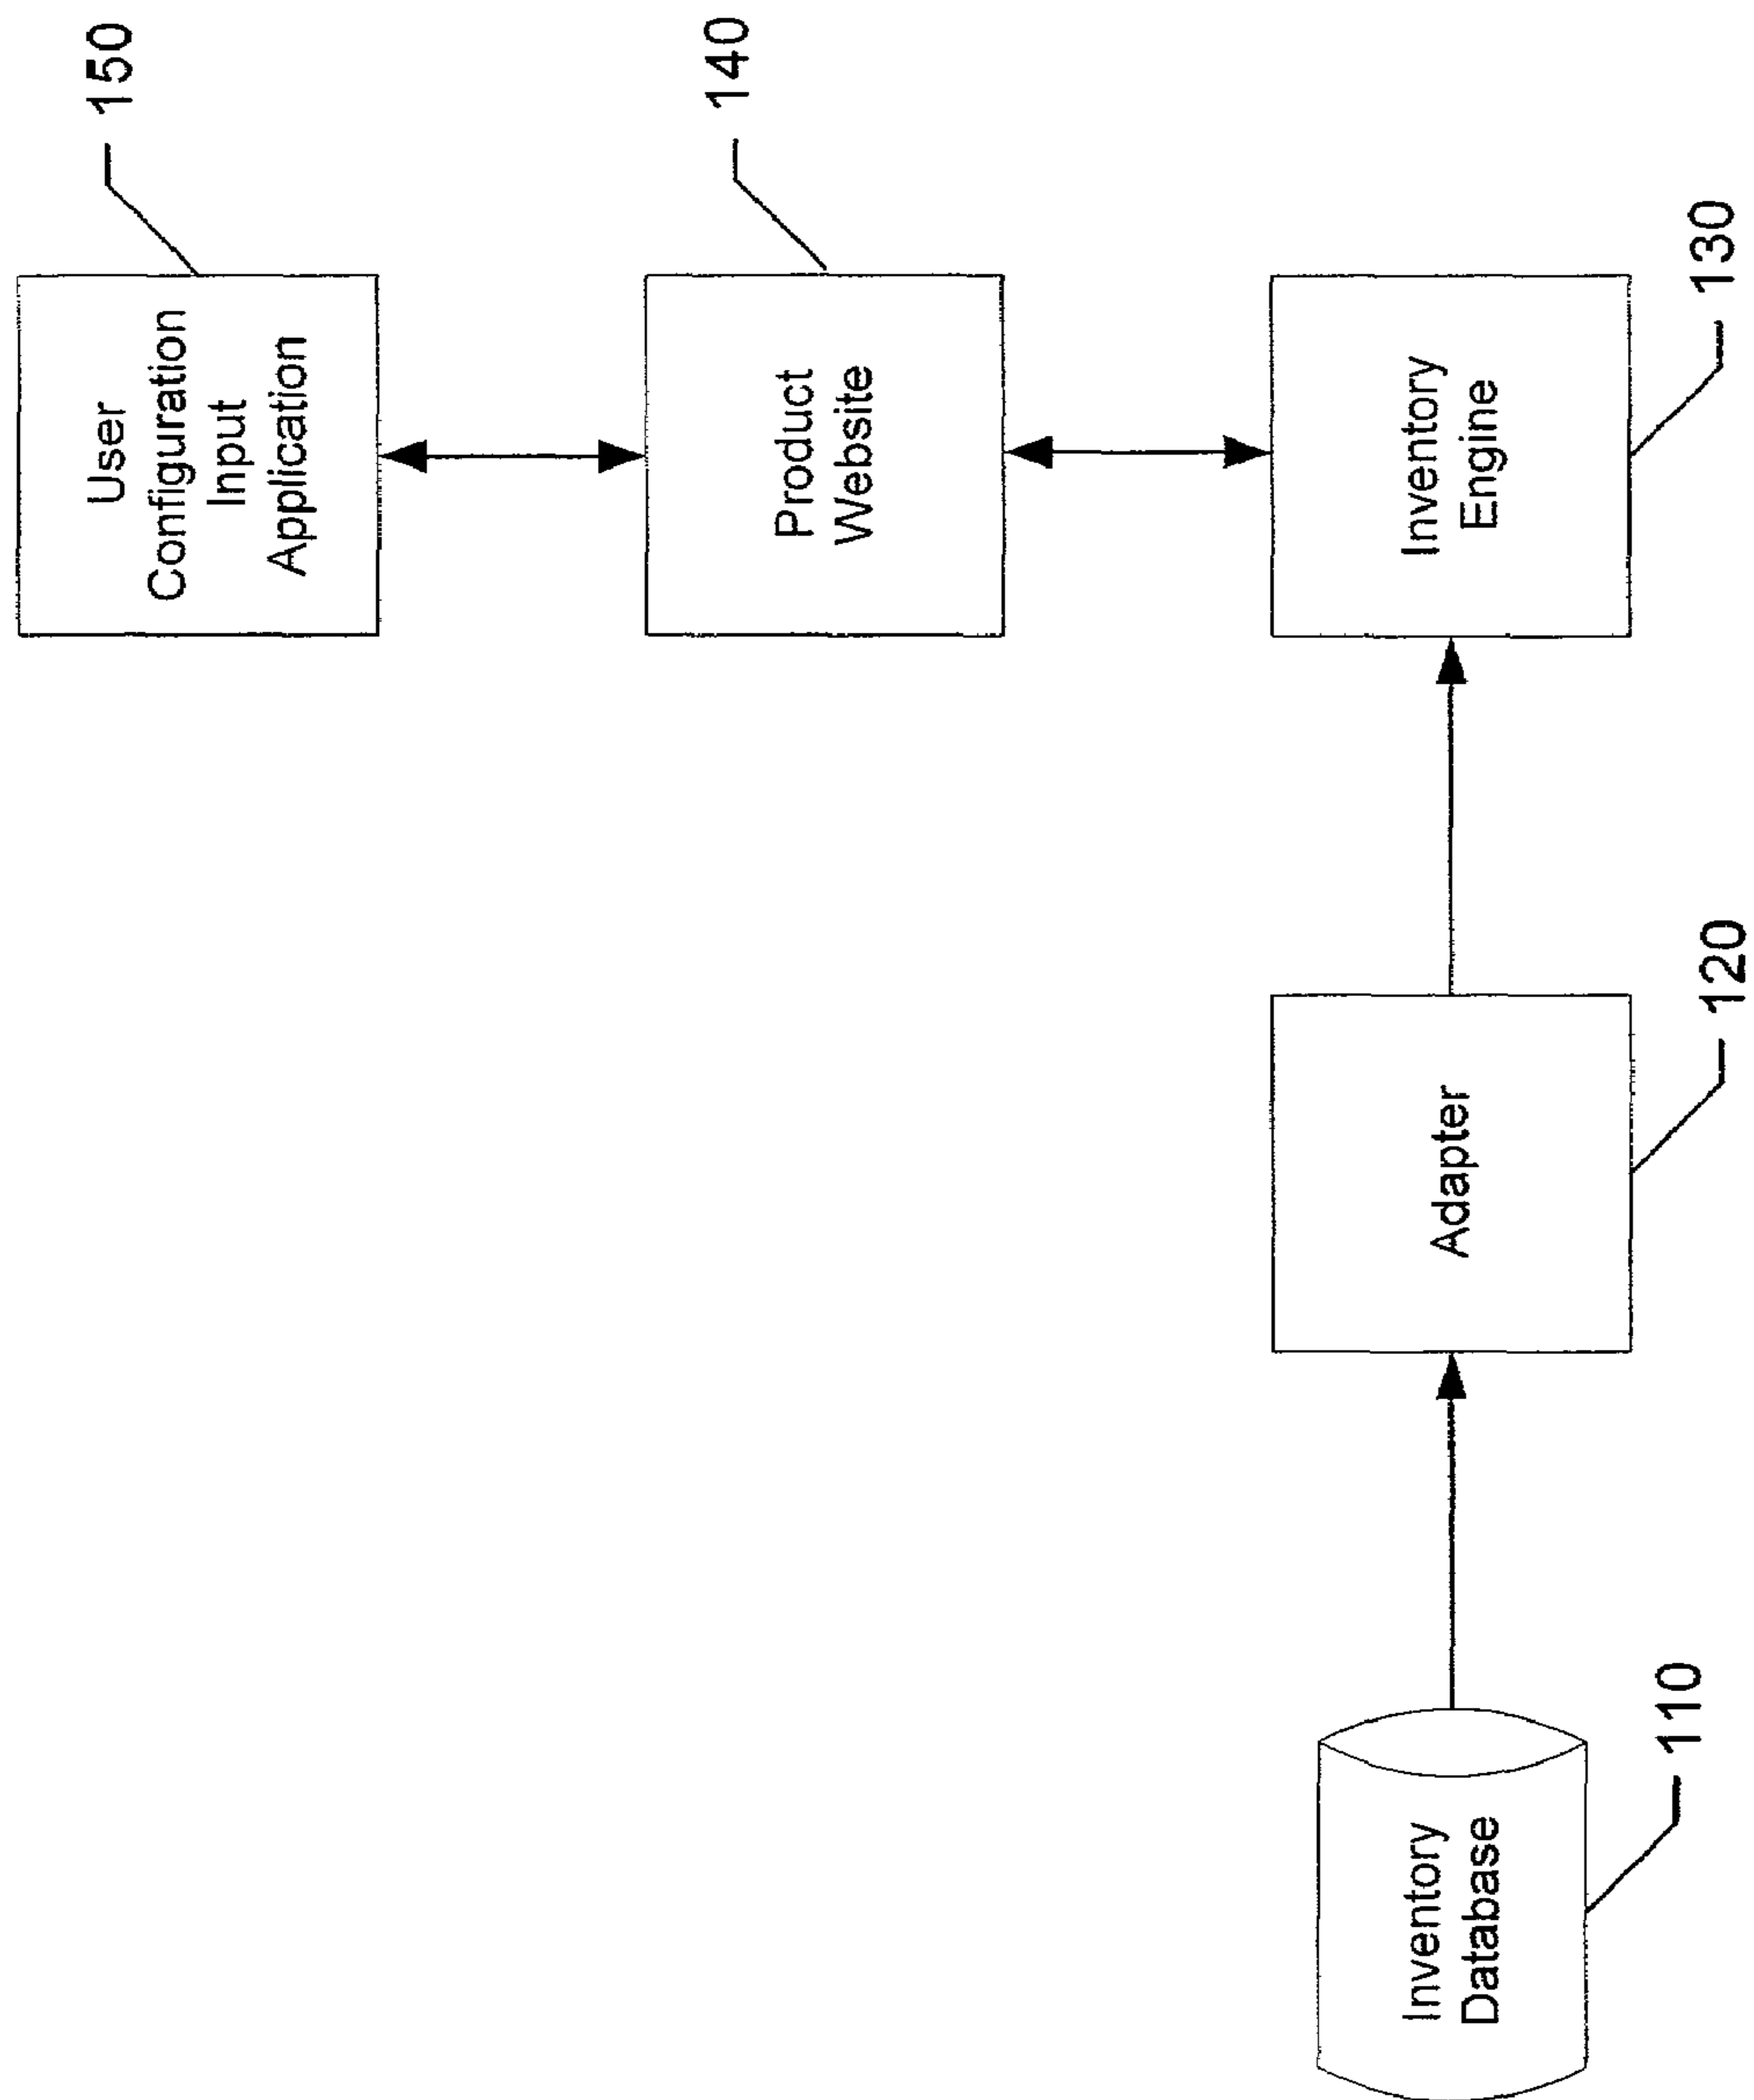 Inventory
Database
110
Adapter
120
Inventory
Engine
130
Product
Website
140
User
Configuration
Input
Application
150